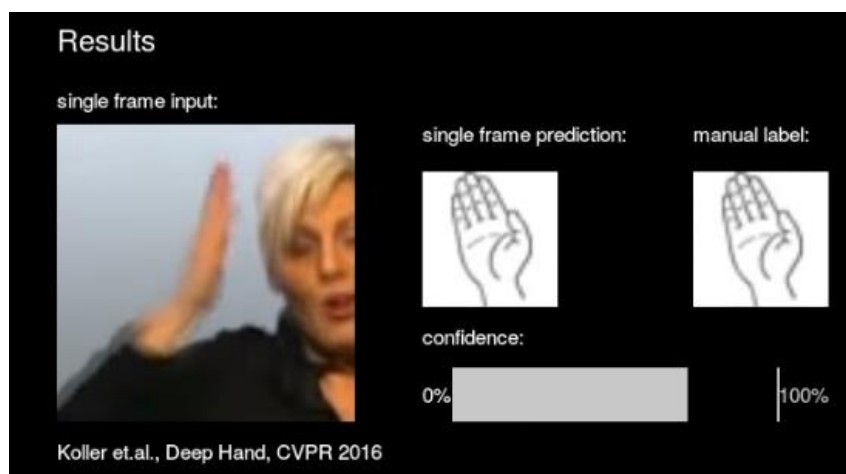 Results
single frame input:
single frame prediction:
manual label:
confidence:
0%
100%
Koller et.al., Deep Hand, CVPR 2016